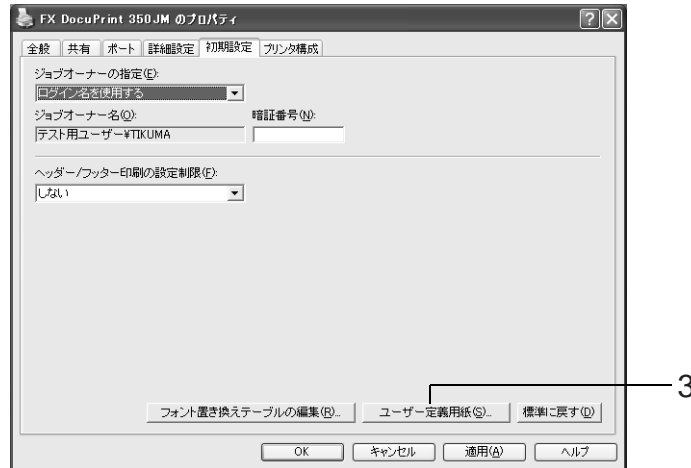 FX DocuPrint 350JM のプロパティ
全般 共有 ポート 詳細設定 初期設定 プリンタ構成
ジョブオーナーの指定(E):
ログイン名を使用する
ジョブオーナー名(O): 暗証番号(N):
テスト用ユーザー¥TIKUMA
ヘッダー/フッター印刷の設定制限(F):
しない
3
フォント置き換えテーブルの編集(R)... ユーザー定義用紙(S)... 標準に戻す(D)
OK キャンセル 適用(A) ヘルプ